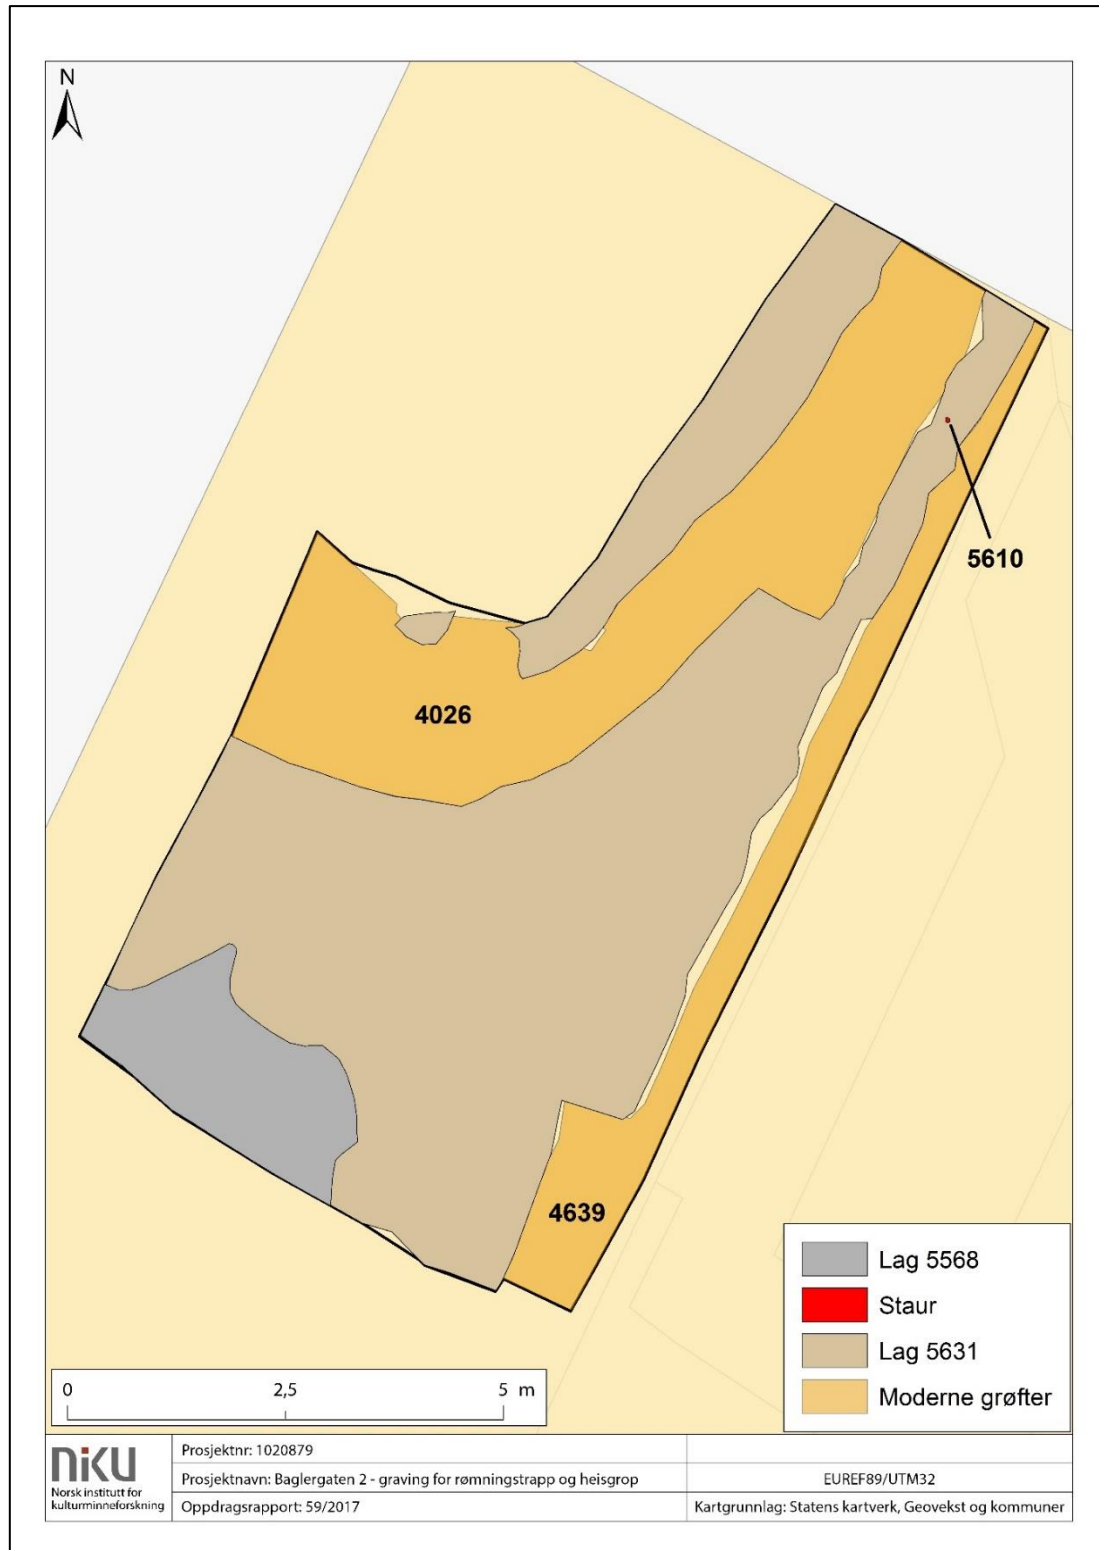 N
5610
4026
4639
Lag 5568
Staur
Lag 5631
Moderne grøfter
0 2,5 5 m
niKU
Norsk institutt for
kulturminneforskning
Prosjektnr: 1020879
Prosjektnavn: Baglergaten 2 - graving for rømningstrapp og heisgrop
EUREF89/UTM32
Oppdragsrapport: 59/2017
Kartgrunnlag: Statens kartverk, Geovekst og kommuner